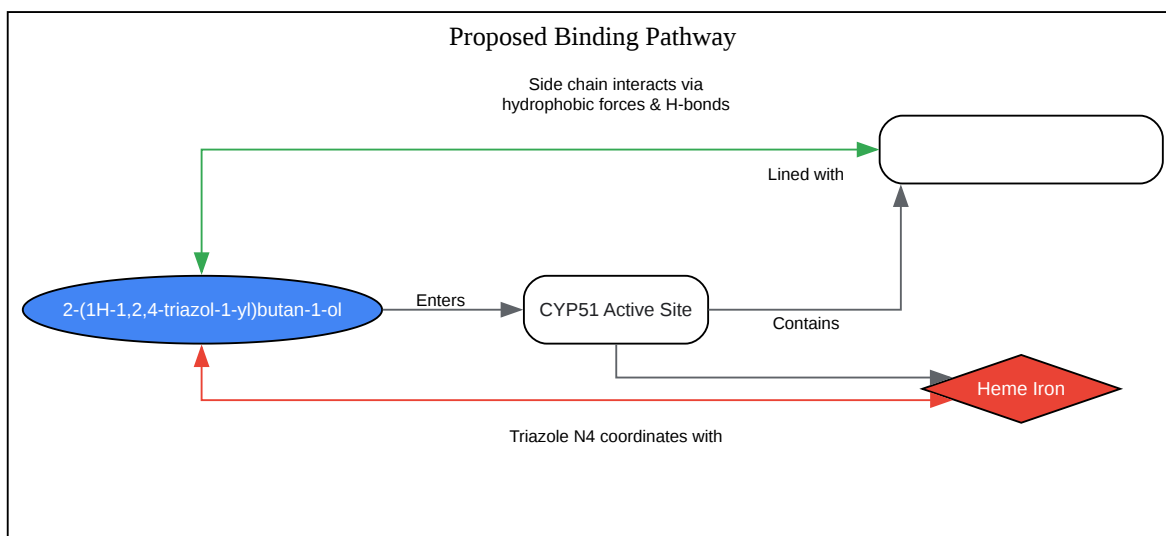 Proposed Binding Pathway
Side chain interacts via
hydrophobic forces & H-bonds
Lined with
2-(1H-1,2,4-triazol-1-yl)butan-1-ol
Enters
CYP51 Active Site
Contains
Heme Iron
Triazole N4 coordinates with